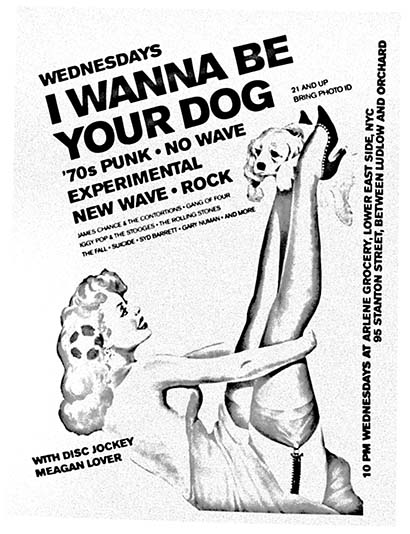 WEDNESDAYS
I WANNA BE
YOUR DOG
21 AND UP
BRING PHOTO ID
'70s PUNK • NO WAVE
EXPERIMENTAL
NEW WAVE • ROCK
JAMES CHANCE & THE CONTORTIONS • GANG OF FOUR
IGGY POP & THE STOOGES • THE ROLLING STONES
THE FALL • SUICIDE • SYD BARRETT • GARY NUMAN • AND MORE
WITH DISC JOCKEY
MEAGAN LOVER
10 PM WEDNESDAYS AT ARLENE GROCERY, LOWER EAST SIDE, NYC
95 STANTON STREET, BETWEEN LUDLOW AND ORCHARD